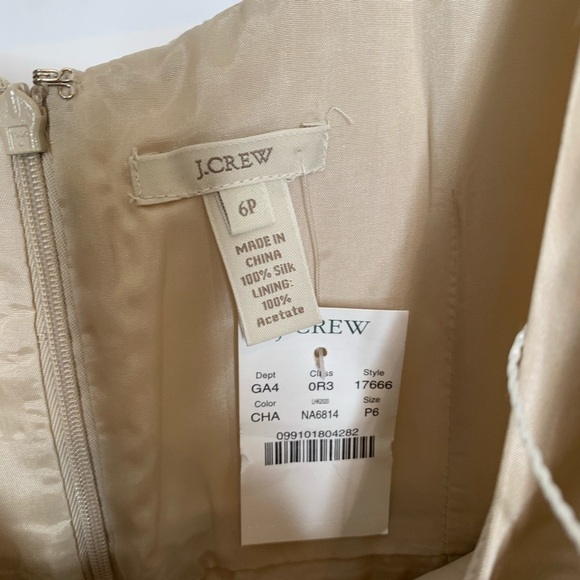 J.CREW
6P
MADE IN
CHINA
100% Silk
LINING:
100%
Acetate
J.CREW
Dept Class Style
GA4 0R3 17666
Color Size
CHA NA6814 P6
099101804282